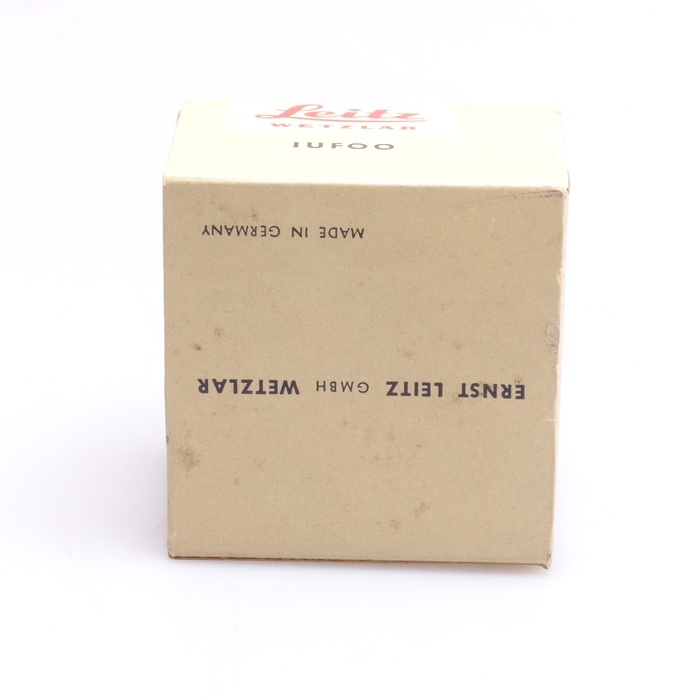 Leitz
WETZLAR
IUFOO
ERNST LEITZ GMBH WETZLAR
MADE IN GERMANY